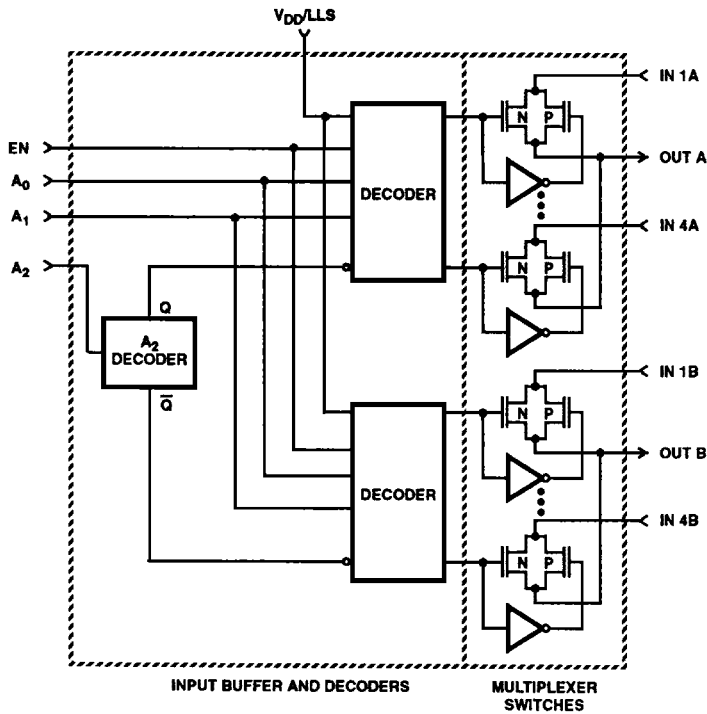 V_DD/LLS
IN 1A
N P
EN
OUT A
A₀
DECODER
A₁
IN 4A
A₂
N P
Q
A₂
DECODER
Q̅
IN 1B
N P
OUT B
DECODER
IN 4B
N P
INPUT BUFFER AND DECODERS
MULTIPLEXER
SWITCHES